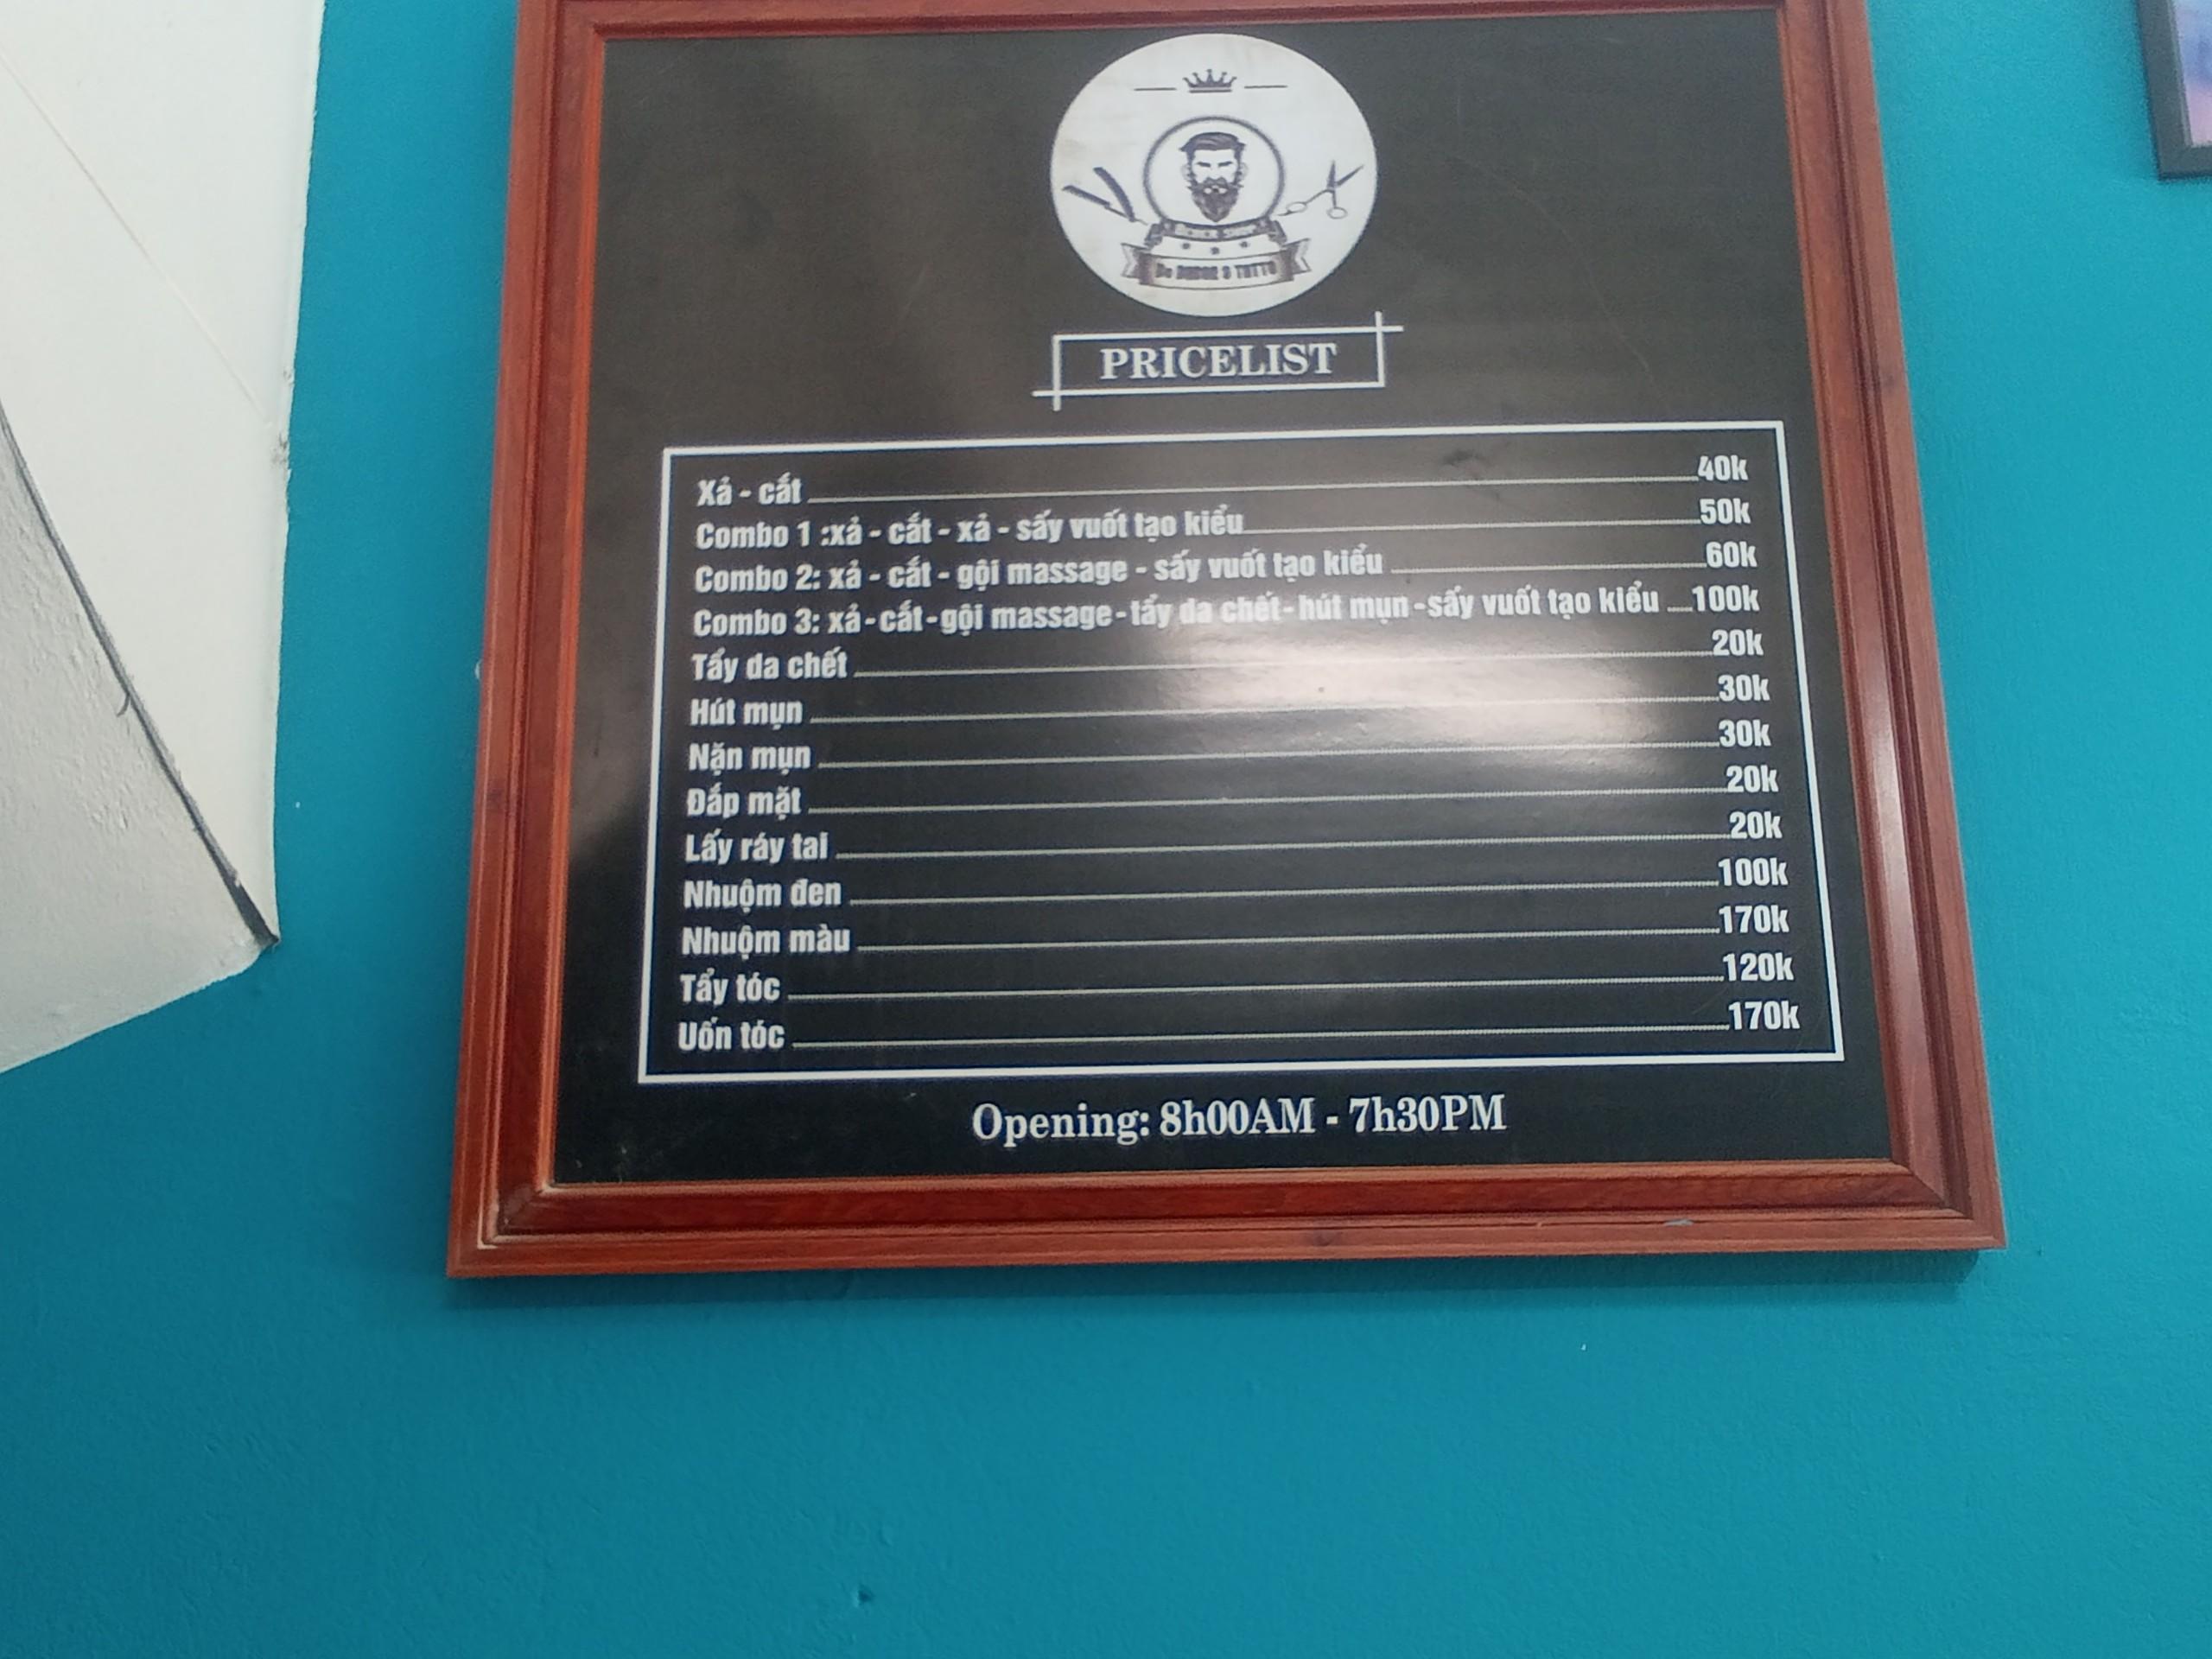 BARBER SHOP
PRICELIST
Xả - cắt 40k
Combo 1 :xả - cắt - xả - sấy vuốt tạo kiểu 50k
Combo 2: xả - cắt - gội massage - sấy vuốt tạo kiểu 60k
Combo 3: xả-cắt-gội massage-tẩy da chết-hút mụn-sấy vuốt tạo kiểu 100k
Tẩy da chết 20k
Hút mụn 30k
Nặn mụn 30k
Đắp mặt 20k
Lấy ráy tai 20k
Nhuộm đen 100k
Nhuộm màu 170k
Tẩy tóc 120k
Uốn tóc 170k
Opening: 8h00AM - 7h30PM